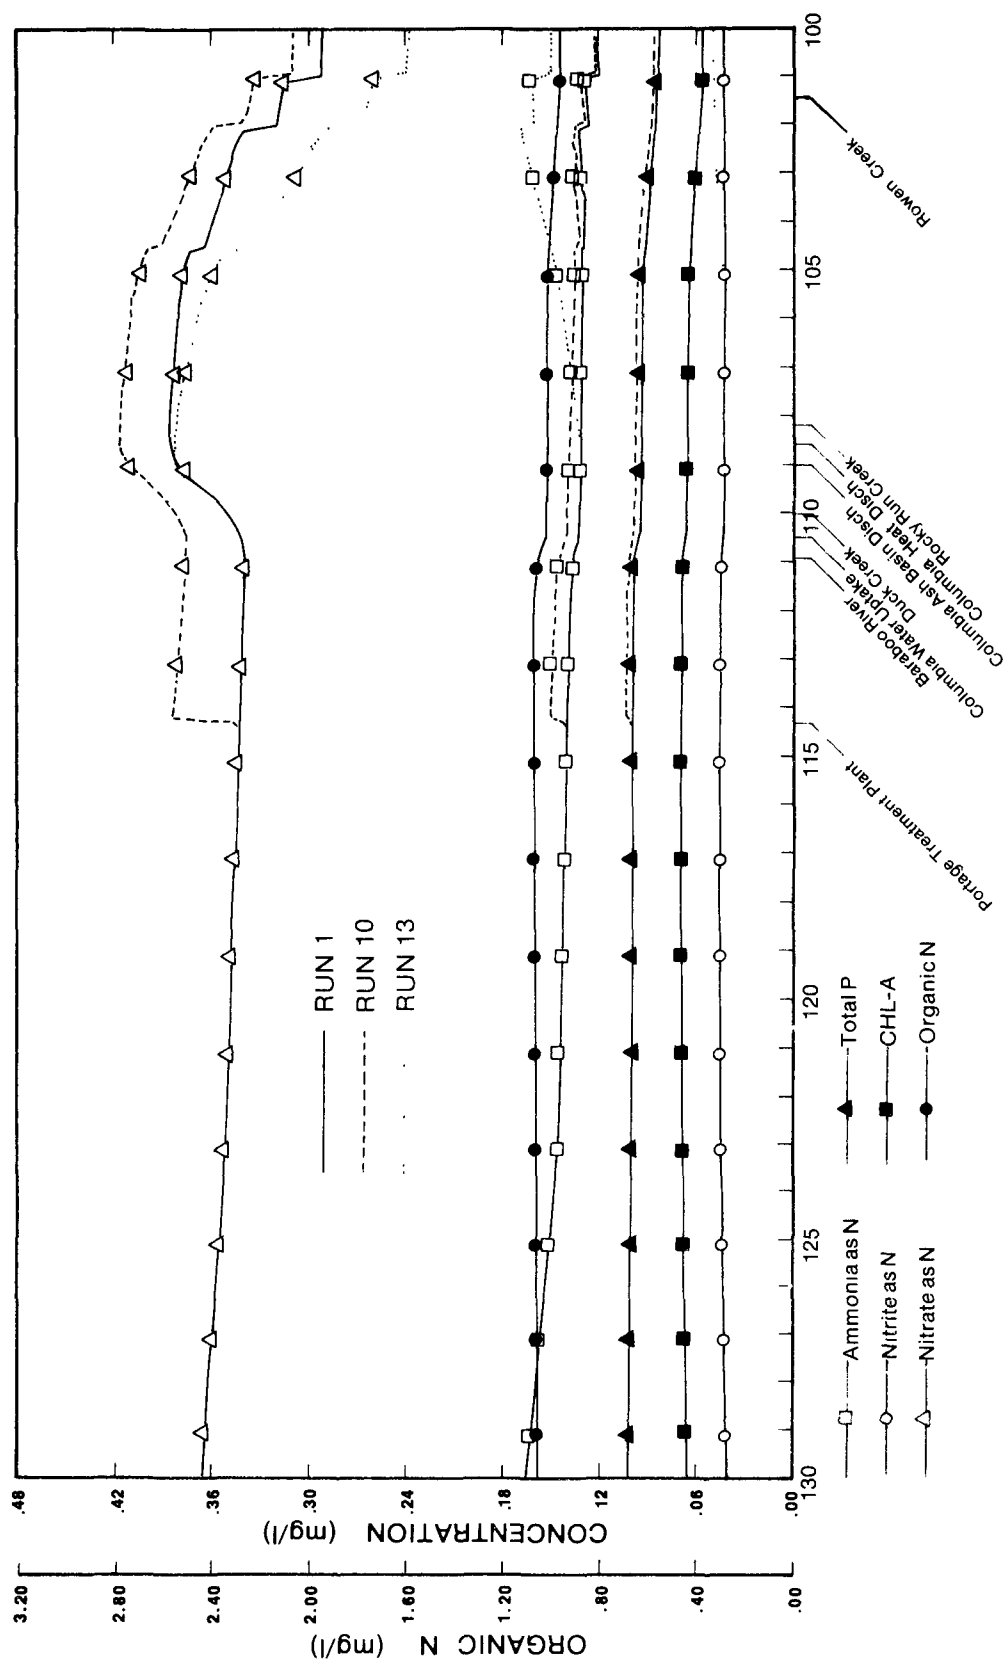 3.20
2.80
2.40
2.00
1.60
1.20
.80
.40
.00
ORGANIC N (mg/l)
.48
.42
.36
.30
.24
.18
.12
.06
.00
CONCENTRATION (mg/l)
RUN 1
RUN 10
RUN 13
130
125
120
115
110
105
100
Portage Treatment Plant
Baraboo River
Columbia Water Uptake
Duck Creek
Columbia Ash Basin Disch
Columbia Heat Disch
Rocky Run Creek
Rowen Creek
Ammonia as N
Nitrite as N
Nitrate as N
Total P
CHL-A
Organic N